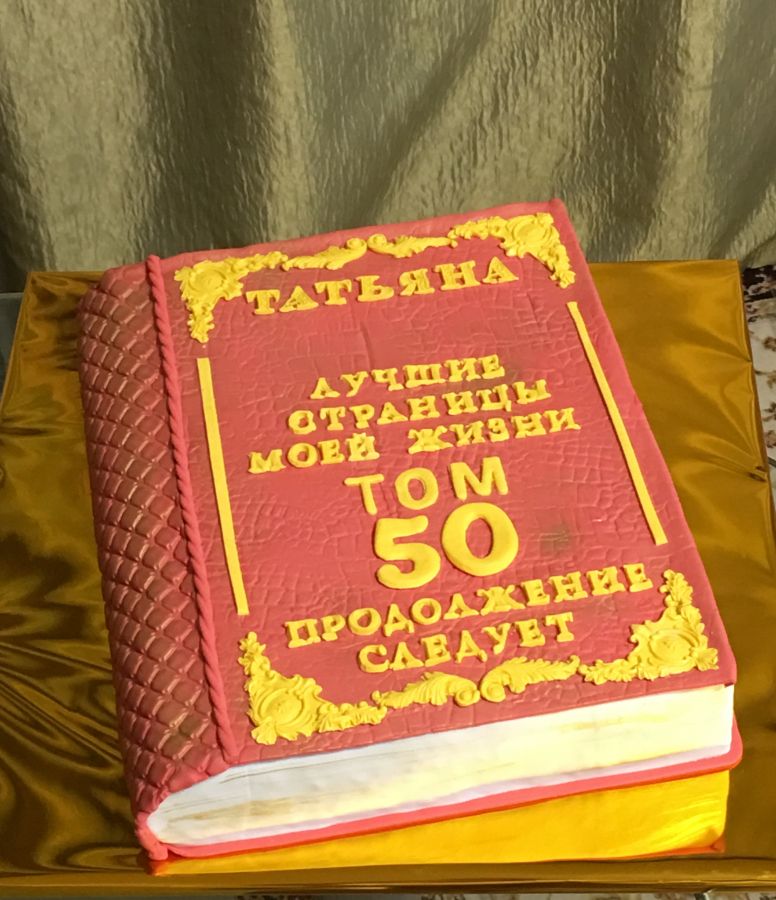 ТАТЬЯНА
ЛУЧШИЕ
СТРАНИЦЫ
МОЕЙ ЖИЗНИ
ТОМ
50
ПРОДОЛЖЕНИЕ
СЛЕДУЕТ